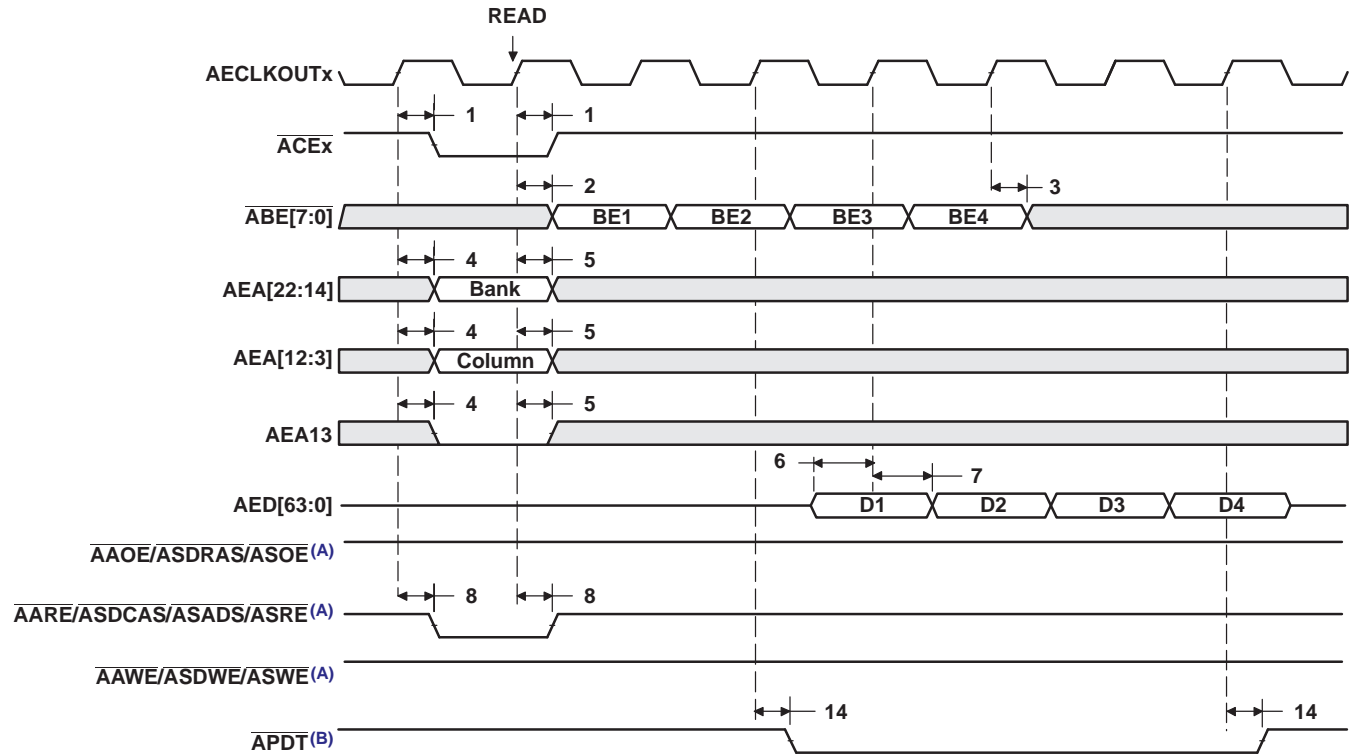 READ
AECLKOUTx
1 1
ACEx
2 3
ABE[7:0] BE1 BE2 BE3 BE4
4 5
AEA[22:14] Bank
4 5
AEA[12:3] Column
4 5
AEA13
6 7
AED[63:0] D1 D2 D3 D4
AAOE/ASDRAS/ASOE(A)
8 8
AARE/ASDCAS/ASADS/ASRE(A)
AAWE/ASDWE/ASWE(A)
14 14
APDT(B)